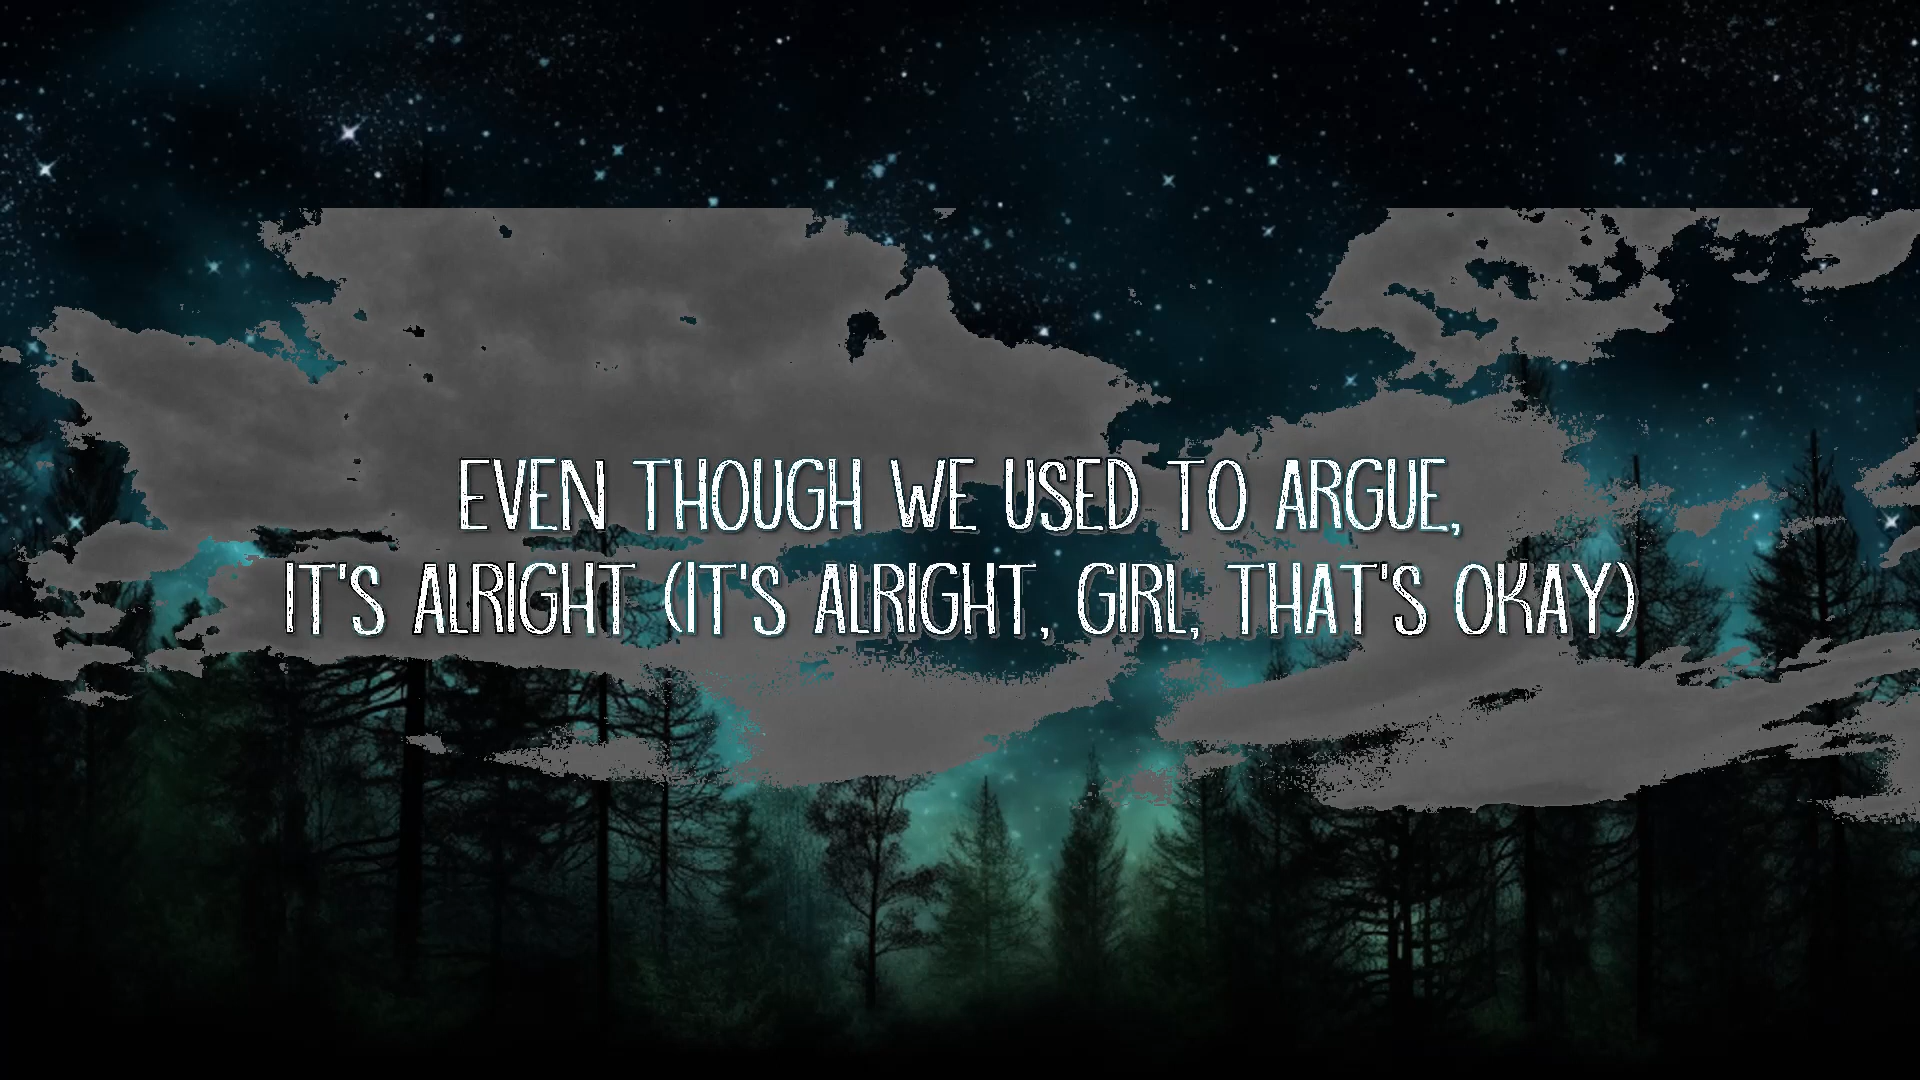 EVEN THOUGH WE USED TO ARGUE,
IT'S ALRIGHT (IT'S ALRIGHT, GIRL, THAT'S OKAY)